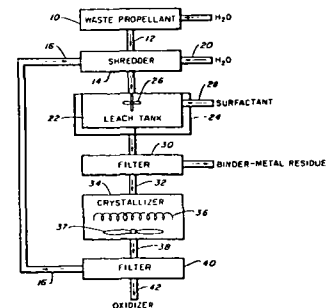 10
WASTE PROPELLANT
H₂O
12
16
SHREDDER
20
H₂O
14
26
28
SURFACTANT
22
LEACH TANK
24
30
FILTER
BINDER-METAL RESIDUE
32
34
CRYSTALLIZER
36
37
38
FILTER
40
16
42
OXIDIZER